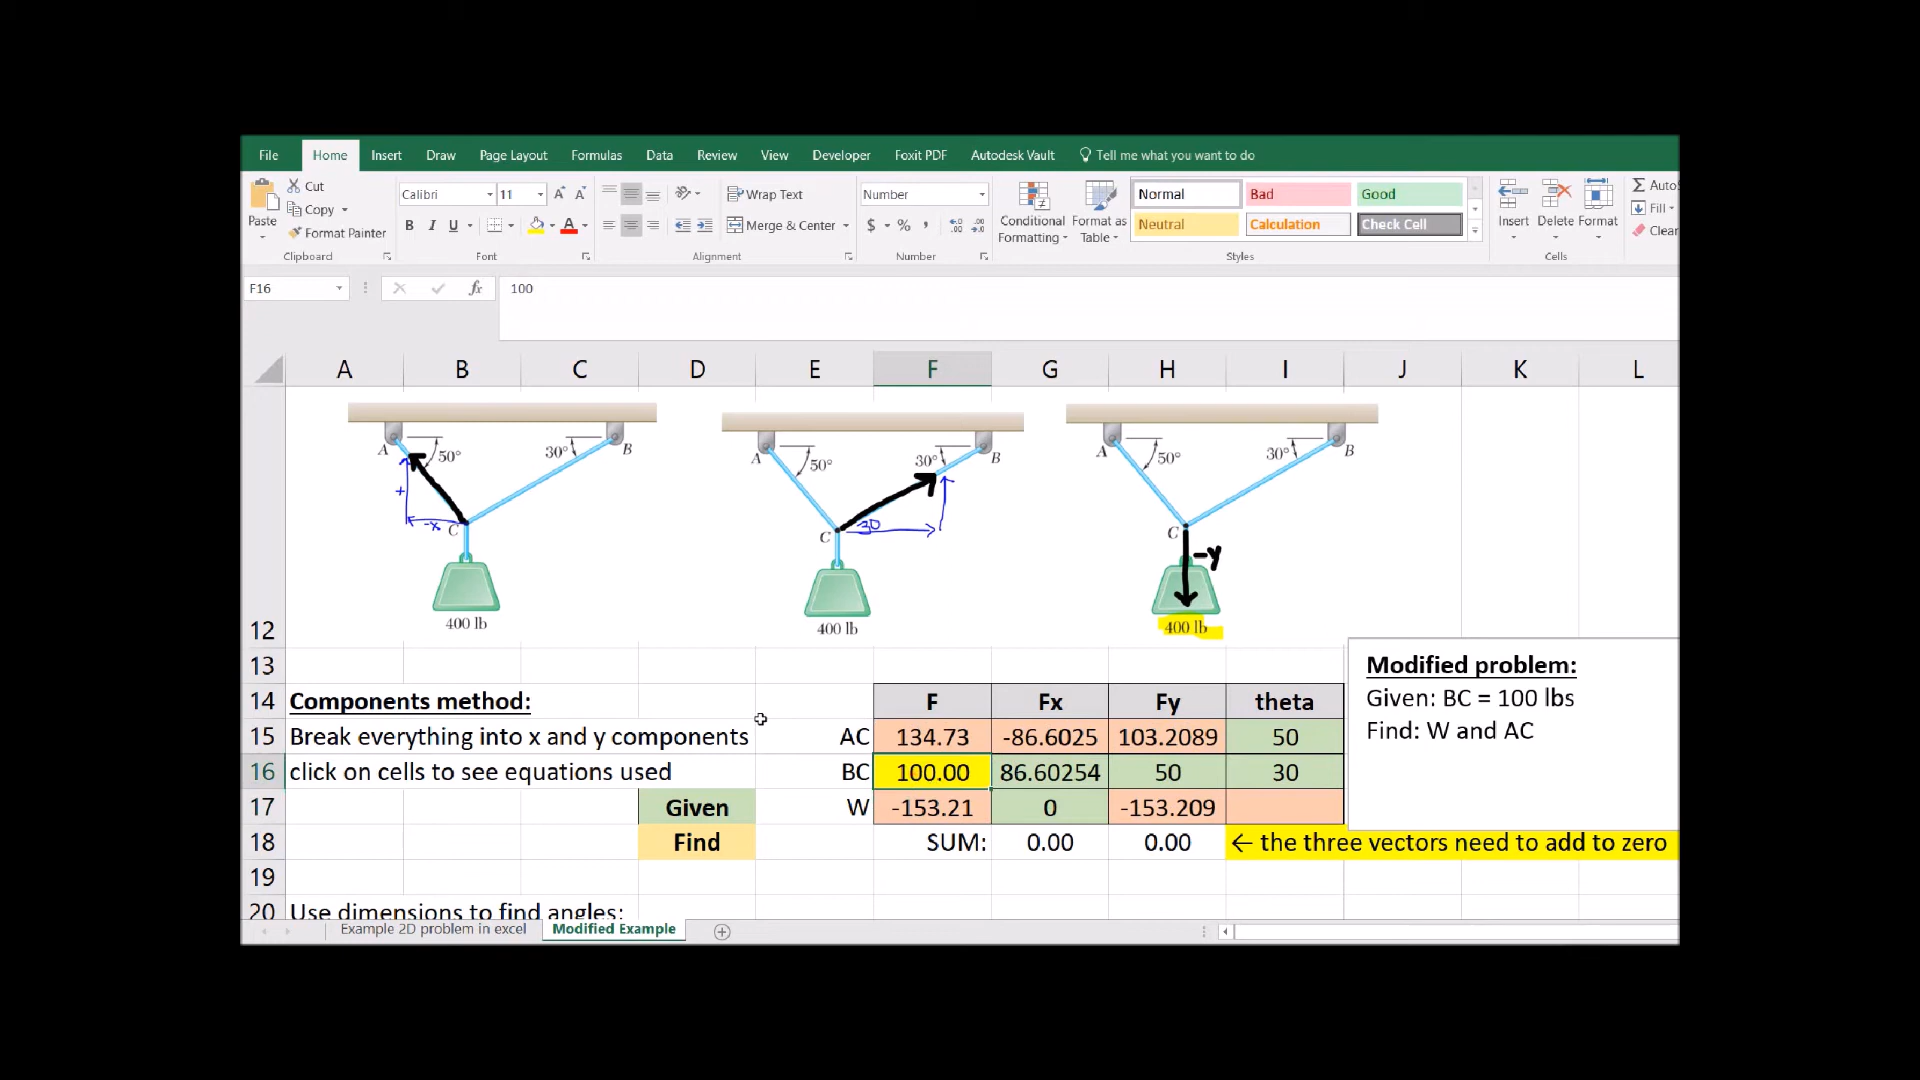 File Home Insert Draw Page Layout Formulas Data Review View Developer Foxit PDF Autodesk Vault Tell me what you want to do
Paste
Cut
Copy
Format Painter
Clipboard
Calibri 11 A A
B I U A
Font
Wrap Text
Merge & Center
Alignment
Number
$ % ,
Number
Conditional Formatting
Format as Table
Normal Bad Good
Neutral Calculation Check Cell
Styles
Insert Delete Format
Cells
Auto
Fill
Clear
F16 fx 100
A B C D E F G H I J K L
A 50° 30° B
+ -x C
400 lb
A 50° 30° B
C 30
400 lb
A 50° 30° B
C -Y
400 lb
12
13
Modified problem:
Given: BC = 100 lbs
Find: W and AC
14 Components method: F Fx Fy theta
15 Break everything into x and y components AC 134.73 -86.6025 103.2089 50
16 click on cells to see equations used BC 100.00 86.60254 50 30
17 Given W -153.21 0 -153.209
18 Find SUM: 0.00 0.00 ← the three vectors need to add to zero
19
20 Use dimensions to find angles:
Example 2D problem in excel Modified Example